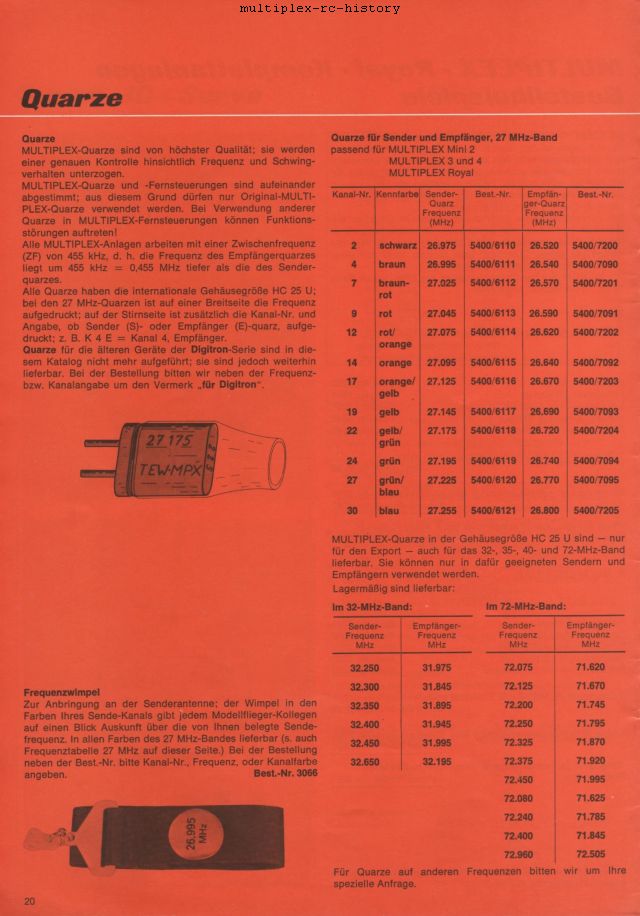 multiplex-rc-history
Quarze
Quarze
MULTIPLEX-Quarze sind von höchster Qualität; sie werden
einer genauen Kontrolle hinsichtlich Frequenz und Schwing-
verhalten unterzogen.
MULTIPLEX-Quarze und -Fernsteuerungen sind aufeinander
abgestimmt; aus diesem Grund dürfen nur Original-MULTI-
PLEX-Quarze verwendet werden. Bei Verwendung anderer
Quarze in MULTIPLEX-Fernsteuerungen können Funktions-
störungen auftreten!
Alle MULTIPLEX-Anlagen arbeiten mit einer Zwischenfrequenz
(ZF) von 455 kHz, d. h. die Frequenz des Empfängerquarzes
liegt um 455 kHz = 0,455 MHz tiefer als die des Sender-
quarzes.
Alle Quarze haben die internationale Gehäusegröße HC 25 U;
bei den 27 MHz-Quarzen ist auf einer Breitseite die Frequenz
aufgedruckt; auf der Stirnseite ist zusätzlich die Kanal-Nr. und
Angabe, ob Sender (S)- oder Empfänger (E)-quarz, aufge-
druckt; z. B. K 4 E = Kanal 4, Empfänger.
Quarze für die älteren Geräte der Digitron-Serie sind in die-
sem Katalog nicht mehr aufgeführt; sie sind jedoch weiterhin
lieferbar. Bei der Bestellung bitten wir neben der Frequenz-
bzw. Kanalangabe um den Vermerk „für Digitron".
27 175
TEW-MPX
Frequenzwimpel
Zur Anbringung an der Senderantenne; der Wimpel in den
Farben Ihres Sende-Kanals gibt jedem Modellflieger-Kollegen
auf einen Blick Auskunft über die von Ihnen belegte Sende-
frequenz. In allen Farben des 27 MHz-Bandes lieferbar (s. auch
Frequenztabelle 27 MHz auf dieser Seite.) Bei der Bestellung
neben der Best.-Nr. bitte Kanal-Nr., Frequenz, oder Kanalfarbe
angeben. Best.-Nr. 3066
26,995
MHz
20
Quarze für Sender und Empfänger, 27 MHz-Band
passend für MULTIPLEX Mini 2
MULTIPLEX 3 und 4
MULTIPLEX Royal
Kanal-Nr. Kennfarbe Sender- Best.-Nr. Empfän- Best.-Nr.
Quarz ger-Quarz
Frequenz Frequenz
(MHz) (MHz)
2 schwarz 26.975 5400/6110 26.520 5400/7200
4 braun 26.995 5400/6111 26.540 5400/7090
7 braun- 27.025 5400/6112 26.570 5400/7201
rot
9 rot 27.045 5400/6113 26.590 5400/7091
12 rot/ 27.075 5400/6114 26.620 5400/7202
orange
14 orange 27.095 5400/6115 26.640 5400/7092
17 orange/ 27.125 5400/6116 26.670 5400/7203
gelb
19 gelb 27.145 5400/6117 26.690 5400/7093
22 gelb/ 27.175 5400/6118 26.720 5400/7204
grün
24 grün 27.195 5400/6119 26.740 5400/7094
27 grün/ 27.225 5400/6120 26.770 5400/7095
blau
30 blau 27.255 5400/6121 26.800 5400/7205
MULTIPLEX-Quarze in der Gehäusegröße HC 25 U sind — nur
für den Export — auch für das 32-, 35-, 40- und 72-MHz-Band
lieferbar. Sie können nur in dafür geeigneten Sendern und
Empfängern verwendet werden.
Lagermäßig sind lieferbar:
Im 32-MHz-Band: Im 72-MHz-Band:
Sender- Empfänger- Sender- Empfänger-
Frequenz Frequenz Frequenz Frequenz
MHz MHz MHz MHz
32.250 31.975 72.075 71.620
32.300 31.845 72.125 71.670
32.350 31.895 72.200 71.745
32.400 31.945 72.250 71.795
32.450 31,995 72.325 71.870
32.650 32.195 72.375 71.920
72.450 71.995
72.080 71.625
72.240 71.785
72.400 71.845
72.960 72.505
Für Quarze auf anderen Frequenzen bitten wir um Ihre
spezielle Anfrage.